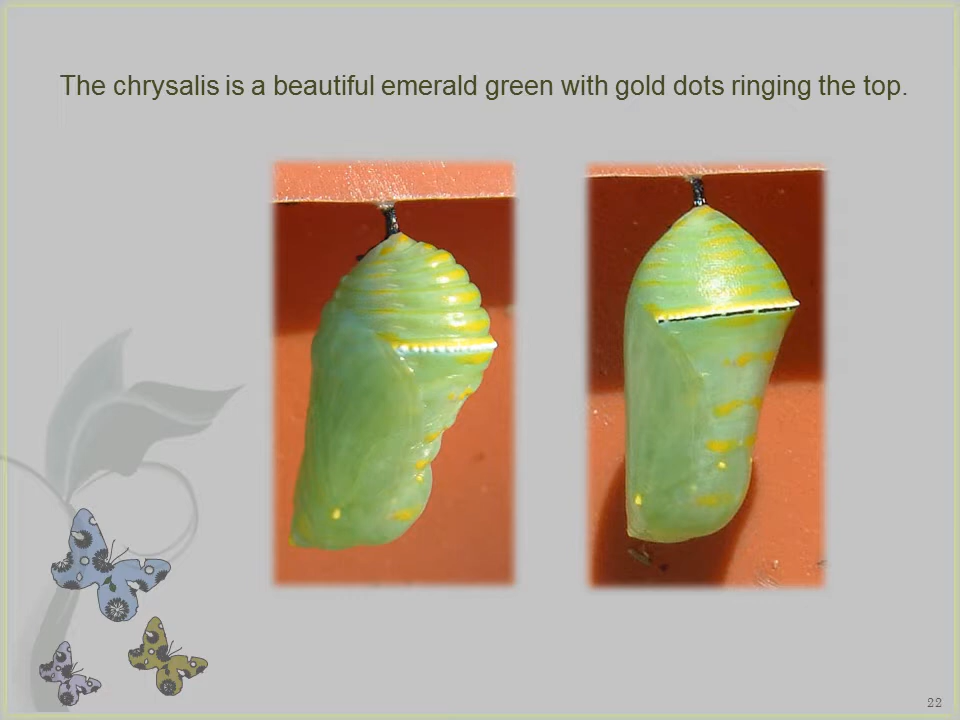 The chrysalis is a beautiful emerald green with gold dots ringing the top.
22